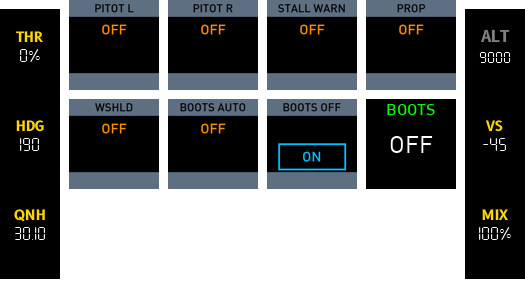 PITOT L
OFF
PITOT R
OFF
STALL WARN
OFF
PROP
OFF
THR
0%
ALT
9000
WSHLD
OFF
BOOTS AUTO
OFF
BOOTS OFF
ON
BOOTS
OFF
HDG
190
VS
-45
QNH
30.10
MIX
100%